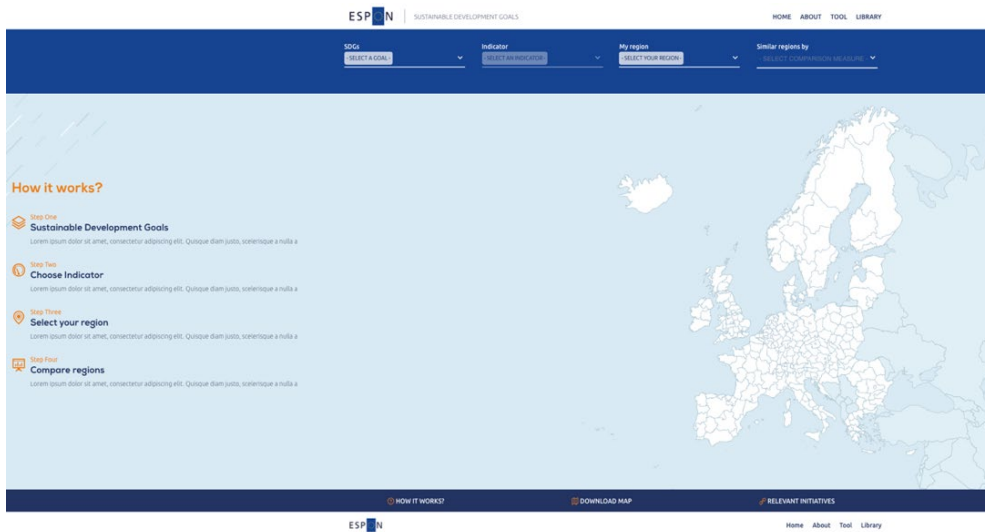 ESPON
SUSTAINABLE DEVELOPMENT GOALS
HOME ABOUT TOOL LIBRARY
SDGs
- SELECT A GOAL -
Indicator
- SELECT AN INDICATOR -
My region
- SELECT YOUR REGION -
Similar regions by
- SELECT COMPARISON MEASURE -
How it works?
Step One
Sustainable Development Goals
Lorem ipsum dolor sit amet, consectetur adipiscing elit. Quisque diam justo, scelerisque a nulla a
Step Two
Choose Indicator
Lorem ipsum dolor sit amet, consectetur adipiscing elit. Quisque diam justo, scelerisque a nulla a
Step Three
Select your region
Lorem ipsum dolor sit amet, consectetur adipiscing elit. Quisque diam justo, scelerisque a nulla a
Step Four
Compare regions
Lorem ipsum dolor sit amet, consectetur adipiscing elit. Quisque diam justo, scelerisque a nulla a
HOW IT WORKS? DOWNLOAD MAP RELEVANT INITIATIVES
ESPON
Home About Tool Library